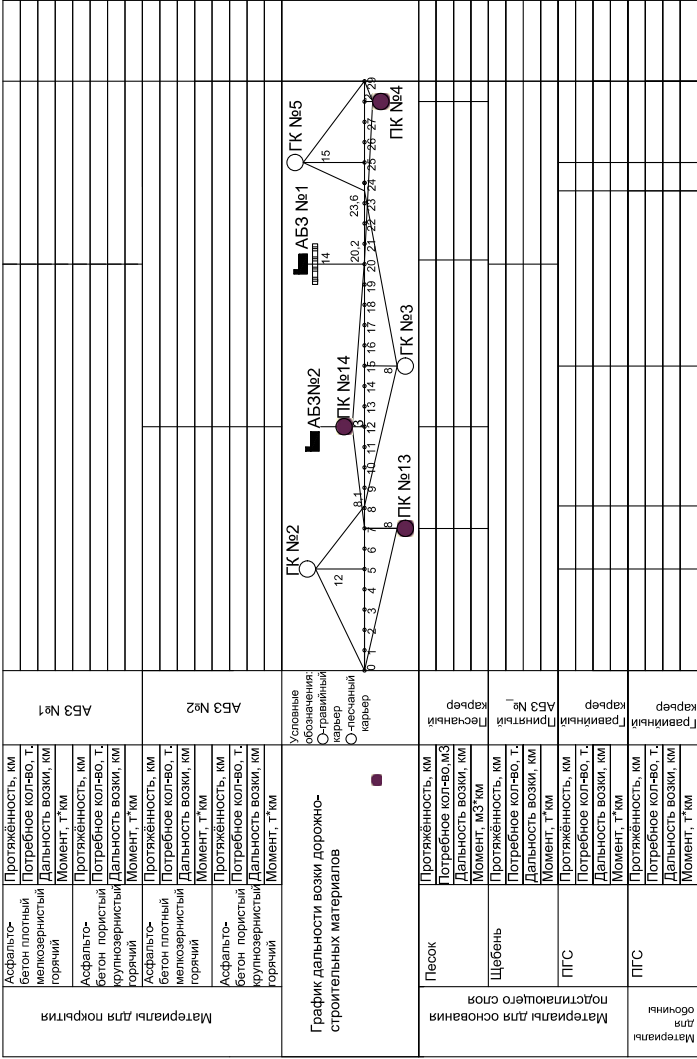 Материалы для покрытия
Асфальто-
бетон плотный
мелкозернистый
горячий
Протяжённость, км
Потребное кол-во, т.
Дальность возки, км
Момент, т*км
АБЗ №1
Асфальто-
бетон пористый
крупнозернистый
горячий
Протяжённость, км
Потребное кол-во, т.
Дальность возки, км
Момент, т*км
Асфальто-
бетон плотный
мелкозернистый
горячий
Протяжённость, км
Потребное кол-во, т.
Дальность возки, км
Момент, т*км
АБЗ №2
Асфальто-
бетон пористый
крупнозернистый
горячий
Протяжённость, км
Потребное кол-во, т.
Дальность возки, км
Момент, т*км
График дальности возки дорожно-
строительных материалов
Условные
обозначения:
-гравийный
карьер
-песчаный
карьер
ГК №2
12
ПК №13
8
8,1
АБЗ№2
ПК №14
3
ГК №3
8
АБЗ №1
14
20,2
23,6
ГК №5
15
ПК №4
0 1 2 3 4 5 6 7 8 9 10 11 12 13 14 15 16 17 18 19 20 21 22 23 24 25 26 27 29
Материалы для основания
подстилающего слоя
Песок
Протяжённость, км
Потребное кол-во,м3
Дальность возки, км
Момент, м3*км
Песчаный
карьер
Щебень
Протяжённость, км
Потребное кол-во, т.
Дальность возки, км
Момент, т*км
Принятый
АБЗ №_
ПГС
Протяжённость, км
Потребное кол-во, т.
Дальность возки, км
Момент, т*км
Гравийный
карьер
Материалы
для
обочины
ПГС
Протяжённость, км
Потребное кол-во, т.
Дальность возки, км
Момент, т*км
Гравийный
карьер